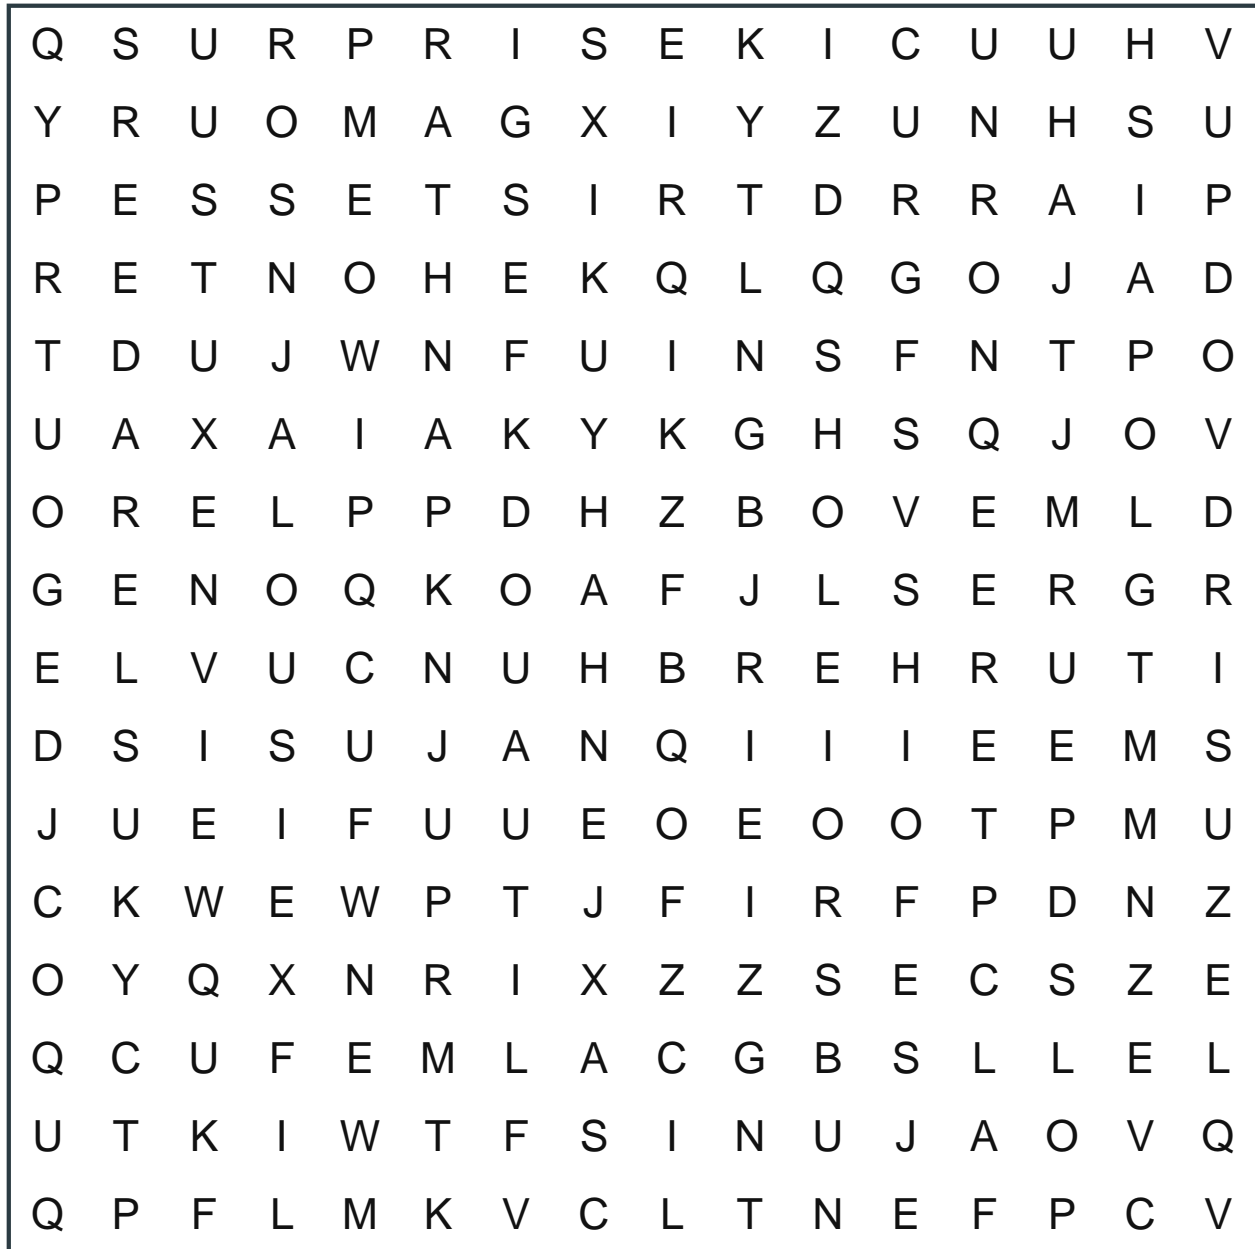 Q S U R P R I S E K I C U U H V
Y R U O M A G X I Y Z U N H S U
P E S S E T S I R T D R R A I P
R E T N O H E K Q L Q G O J A D
T D U J W N F U I N S F N T P O
U A X A I A K Y K G H S Q J O V
O R E L P P D H Z B O V E M L D
G E N O Q K O A F J L S E R G R
E L V U C N U H B R E H R U T I
D S I S U J A N Q I I I E E M S
J U E I F U U E O E O O T P M U
C K W E W P T J F I R F P D N Z
O Y Q X N R I X Z Z S E C S Z E
Q C U F E M L A C G B S L L E L
U T K I W T F S I N U J A O V Q
Q P F L M K V C L T N E F P C V